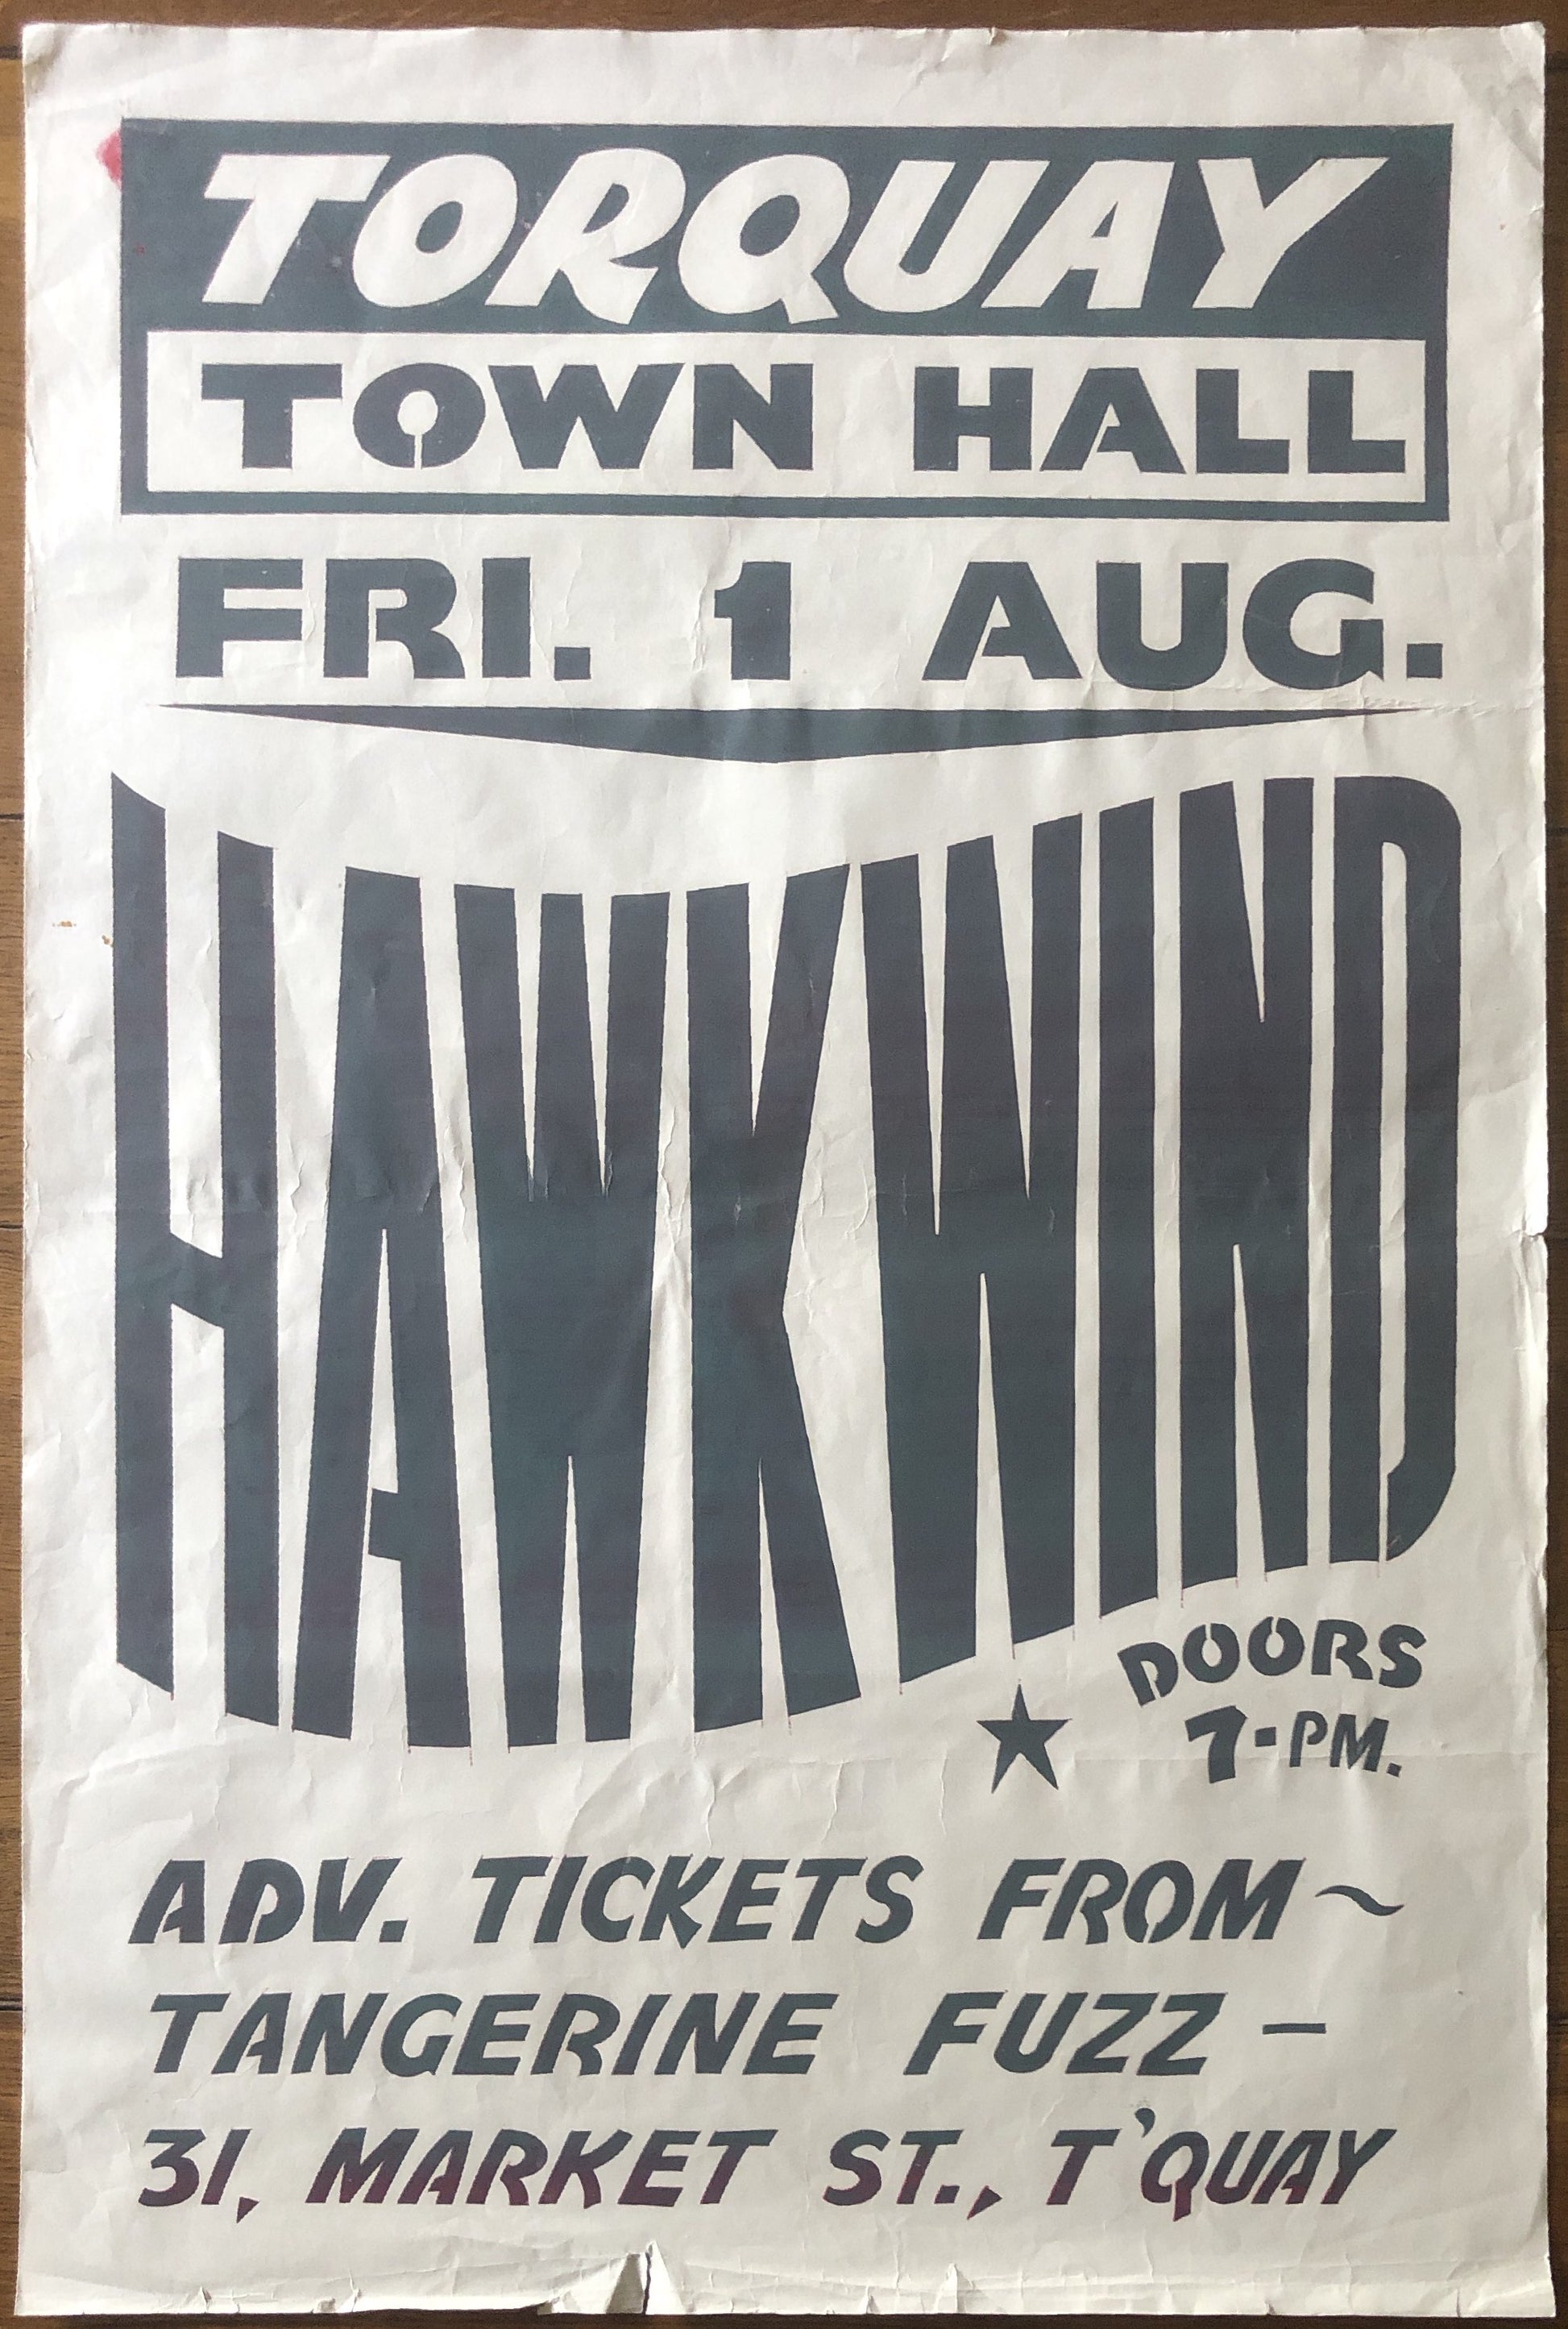 TORQUAY
TOWN HALL
FRI. 1 AUG.
HAWKWIND
DOORS
7-PM.
ADV. TICKETS FROM ~
TANGERINE FUZZ –
31, MARKET ST., T'QUAY